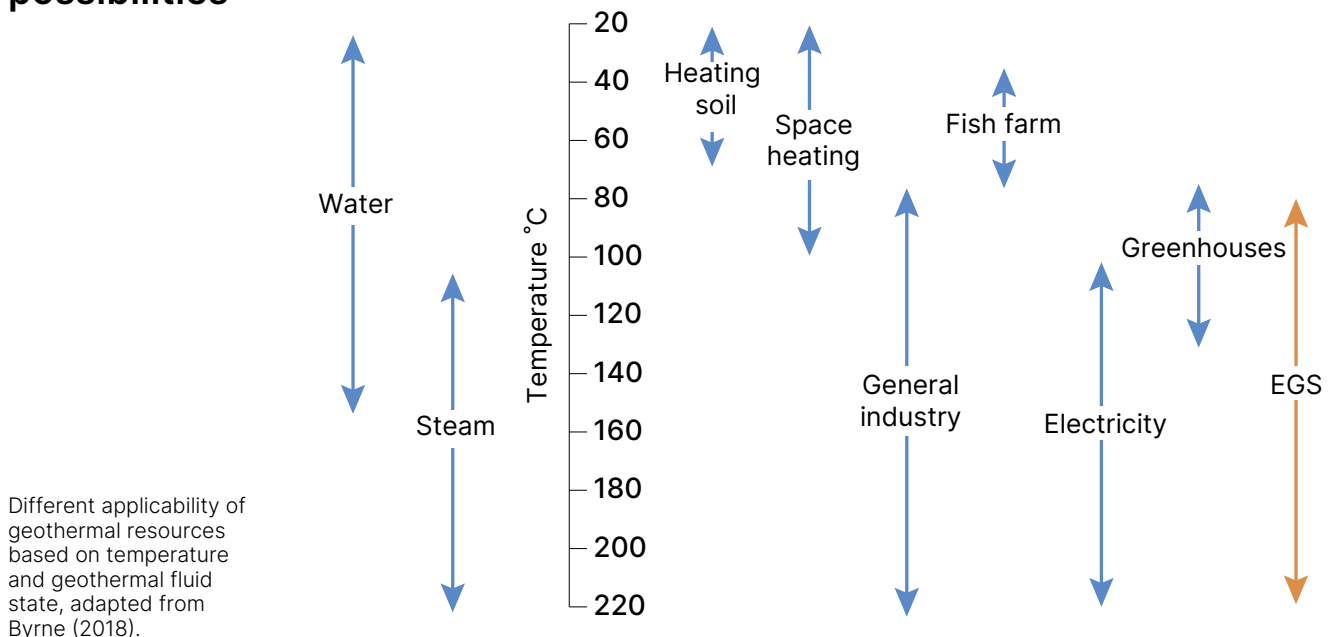 possibilities
Water
Steam
Temperature °C
20
40
60
80
100
120
140
160
180
200
220
Heating
soil
Space
heating
General
industry
Fish farm
Electricity
Greenhouses
EGS
Different applicability of
geothermal resources
based on temperature
and geothermal fluid
state, adapted from
Byrne (2018).